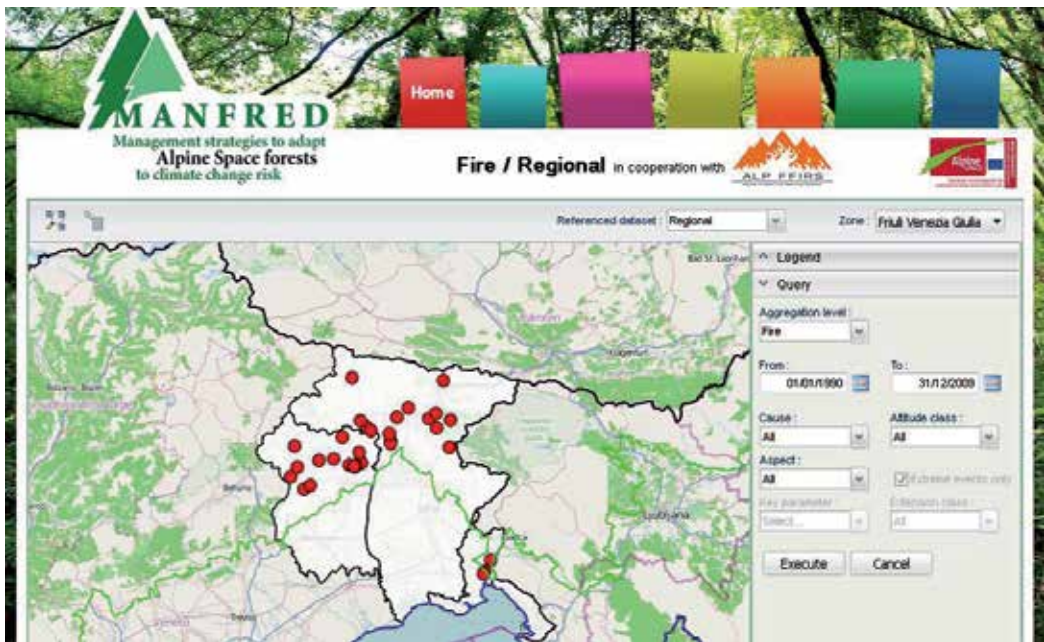 Home
MANFRED
Management strategies to adapt
Alpine Space forests
to climate change risk
Fire / Regional in cooperation with
ALP FFIRS
Alpine
Referenced dataset : Regional
Zone : Friuli Venezia Giulia
Legend
Query
Aggregation level :
Fire
From :
To :
01/01/1990
31/12/2009
Cause :
Altitude class :
All
All
Aspect :
All
Extreme events only
Key parameter
Extension class :
Select...
All
Execute
Cancel
Belluno
Ljubljana
Treviso